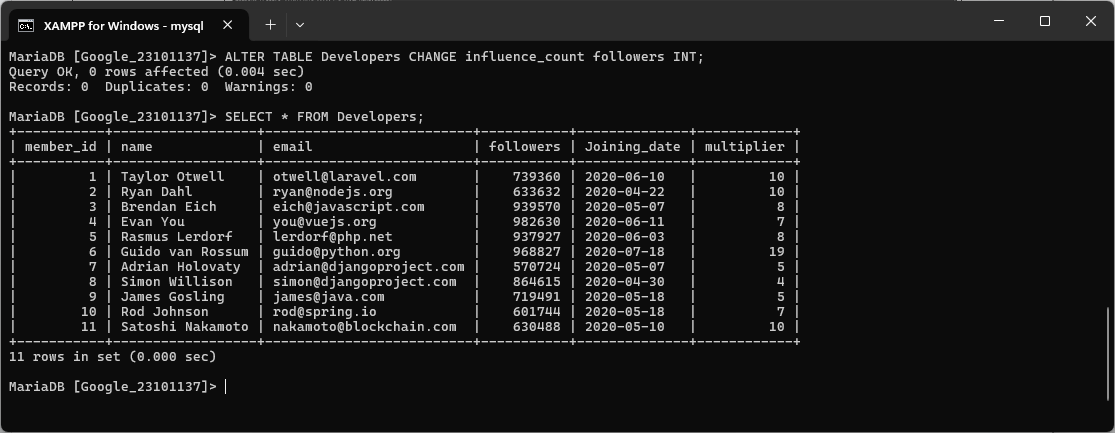 XAMPP for Windows - mysql
MariaDB [Google_23101137]> ALTER TABLE Developers CHANGE influence_count followers INT;
Query OK, 0 rows affected (0.004 sec)
Records: 0  Duplicates: 0  Warnings: 0
MariaDB [Google_23101137]> SELECT * FROM Developers;
+-----------+-----------------+-------------------------+-----------+--------------+------------+
| member_id | name            | email                   | followers | Joining_date | multiplier |
+-----------+-----------------+-------------------------+-----------+--------------+------------+
|         1 | Taylor Otwell   | otwell@laravel.com      |    739360 | 2020-06-10   |         10 |
|         2 | Ryan Dahl       | ryan@nodejs.org         |    633632 | 2020-04-22   |         10 |
|         3 | Brendan Eich    | eich@javascript.com     |    939570 | 2020-05-07   |          8 |
|         4 | Evan You        | you@vuejs.org           |    982630 | 2020-06-11   |          7 |
|         5 | Rasmus Lerdorf  | lerdorf@php.net         |    937927 | 2020-06-03   |          8 |
|         6 | Guido van Rossum | guido@python.org        |    968827 | 2020-07-18   |         19 |
|         7 | Adrian Holovaty | adrian@djangoproject.com |    570724 | 2020-05-07   |          5 |
|         8 | Simon Willison  | simon@djangoproject.com |    864615 | 2020-04-30   |          4 |
|         9 | James Gosling   | james@java.com          |    719491 | 2020-05-18   |          5 |
|        10 | Rod Johnson     | rod@spring.io           |    601744 | 2020-05-18   |          7 |
|        11 | Satoshi Nakamoto | nakamoto@blockchain.com |    630488 | 2020-05-10   |         10 |
+-----------+-----------------+-------------------------+-----------+--------------+------------+
11 rows in set (0.000 sec)
MariaDB [Google_23101137]>